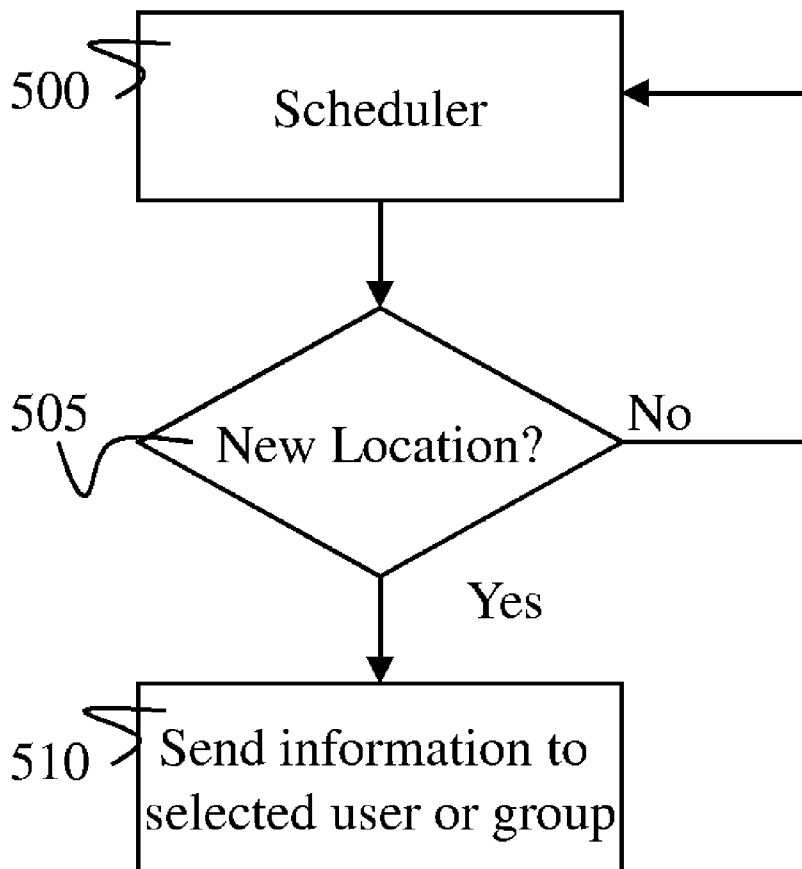 500
Scheduler
505
New Location?
No
Yes
510
Send information to
selected user or group